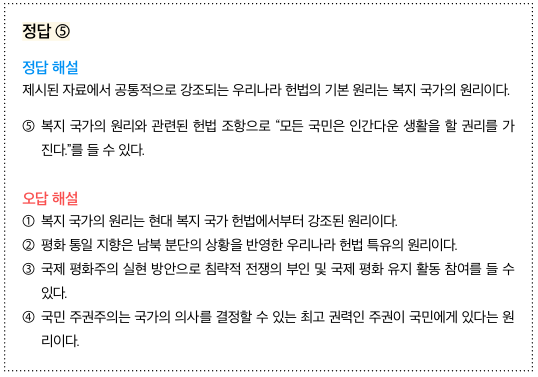 정답 ⑤
정답 해설
제시된 자료에서 공통적으로 강조되는 우리나라 헌법의 기본 원리는 복지 국가의 원리이다.
⑤ 복지 국가의 원리와 관련된 헌법 조항으로 “모든 국민은 인간다운 생활을 할 권리를 가
진다.”를 들 수 있다.
오답 해설
① 복지 국가의 원리는 현대 복지 국가 헌법에서부터 강조된 원리이다.
② 평화 통일 지향은 남북 분단의 상황을 반영한 우리나라 헌법 특유의 원리이다.
③ 국제 평화주의 실현 방안으로 침략적 전쟁의 부인 및 국제 평화 유지 활동 참여를 들 수
있다.
④ 국민 주권주의는 국가의 의사를 결정할 수 있는 최고 권력인 주권이 국민에게 있다는 원
리이다.